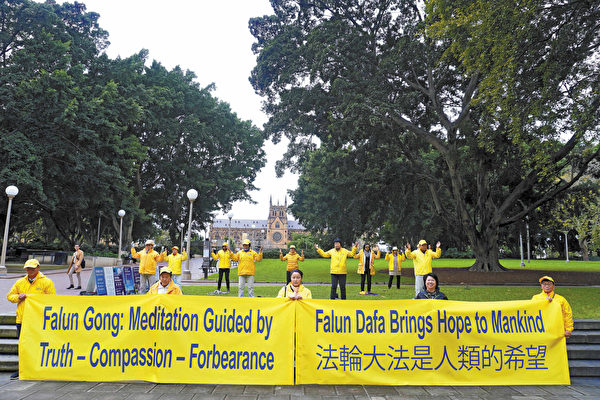 Falun Gong: Meditation Guided by
Truth – Compassion – Forbearance
Falun Dafa Brings Hope to Mankind
法輪大法是人類的希望